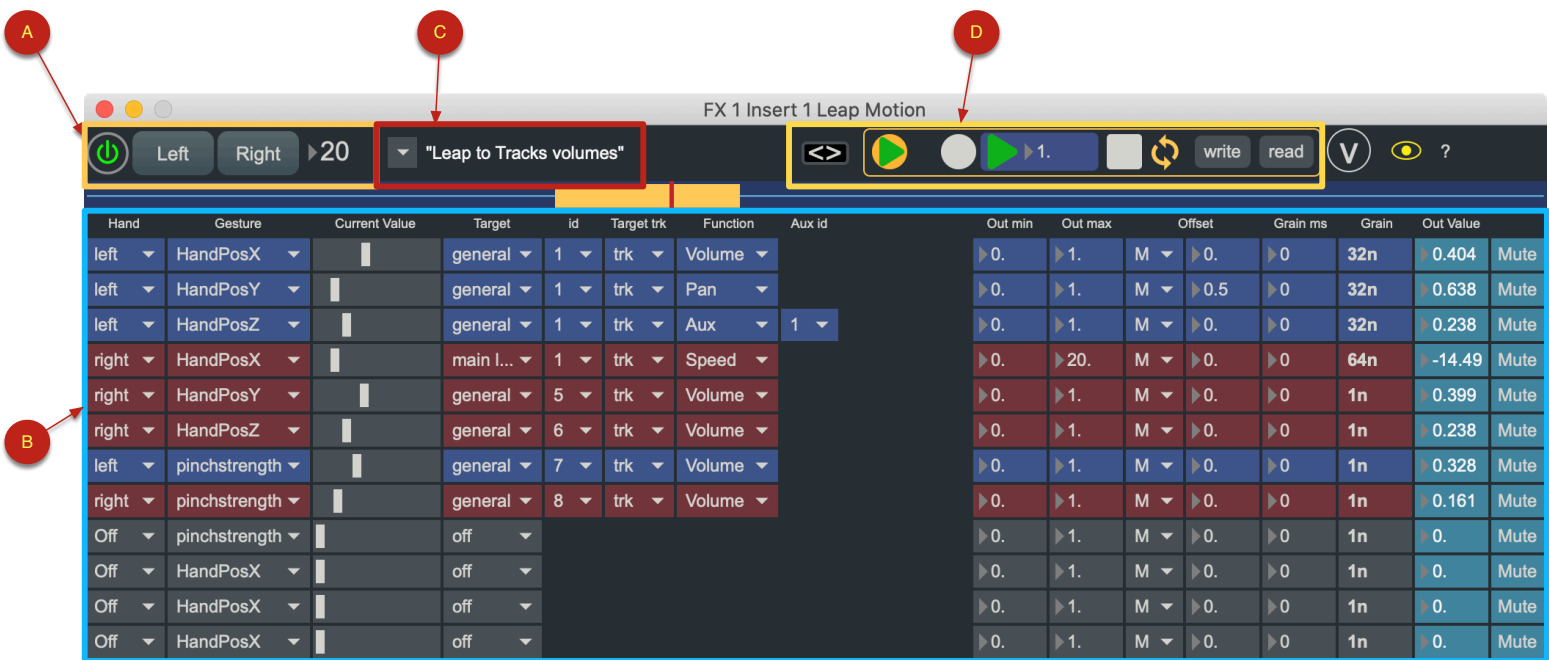 A
C
D
FX 1 Insert 1 Leap Motion
Left Right 20 "Leap to Tracks volumes" <> 1. write read V ?
Hand Gesture Current Value Target id Target trk Function Aux id Out min Out max Offset Grain ms Grain Out Value
left HandPosX general 1 trk Volume 0. 1. M 0. 0 32n 0.404 Mute
left HandPosY general 1 trk Pan 0. 1. M 0.5 0 32n 0.638 Mute
left HandPosZ general 1 trk Aux 1 0. 1. M 0. 0 32n 0.238 Mute
right HandPosX main l... 1 trk Speed 0. 20. M 0. 0 64n -14.49 Mute
right HandPosY general 5 trk Volume 0. 1. M 0. 0 1n 0.399 Mute
B
right HandPosZ general 6 trk Volume 0. 1. M 0. 0 1n 0.238 Mute
left pinchstrength general 7 trk Volume 0. 1. M 0. 0 1n 0.328 Mute
right pinchstrength general 8 trk Volume 0. 1. M 0. 0 1n 0.161 Mute
Off pinchstrength off 0. 1. M 0. 0 1n 0. Mute
Off HandPosX off 0. 1. M 0. 0 1n 0. Mute
Off HandPosX off 0. 1. M 0. 0 1n 0. Mute
Off HandPosX off 0. 1. M 0. 0 1n 0. Mute